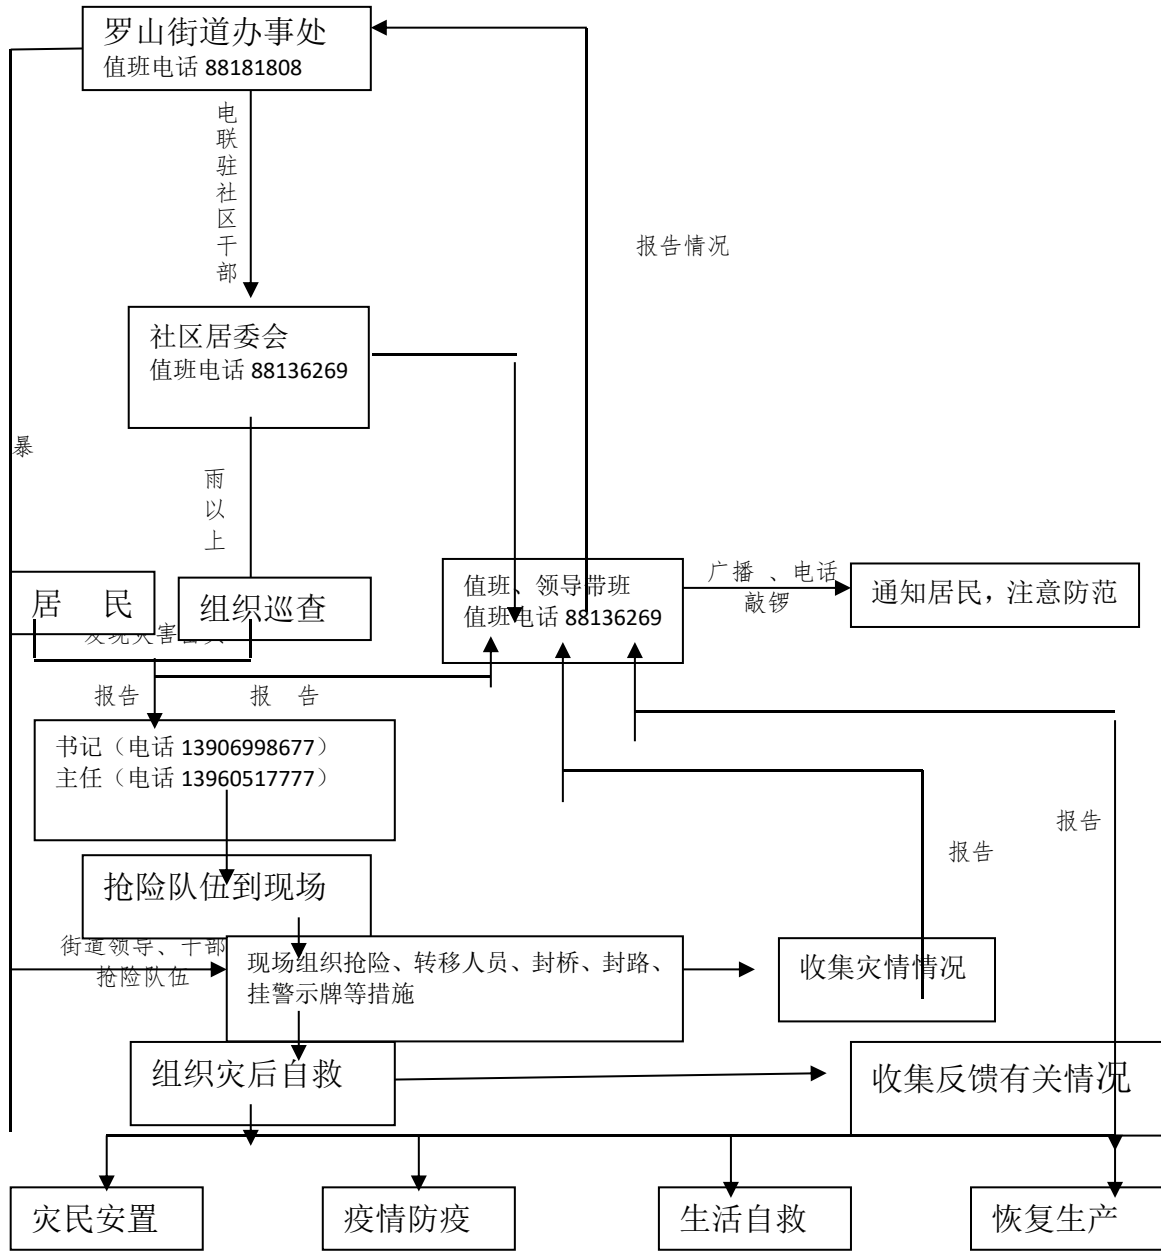 罗山街道办事处
值班电话 88181808
电联驻社区干部
报告情况
社区居委会
值班电话 88136269
暴
雨以上
居 民
组织巡查
值班、领导带班
值班电话 88136269
广播 、电话
敲锣
通知居民，注意防范
报告
报 告
书记（电话 13906998677）
主任（电话 13960517777）
报告
报告
抢险队伍到现场
街道领导、干部
抢险队伍
现场组织抢险、转移人员、封桥、封路、
挂警示牌等措施
收集灾情情况
组织灾后自救
收集反馈有关情况
灾民安置
疫情防疫
生活自救
恢复生产